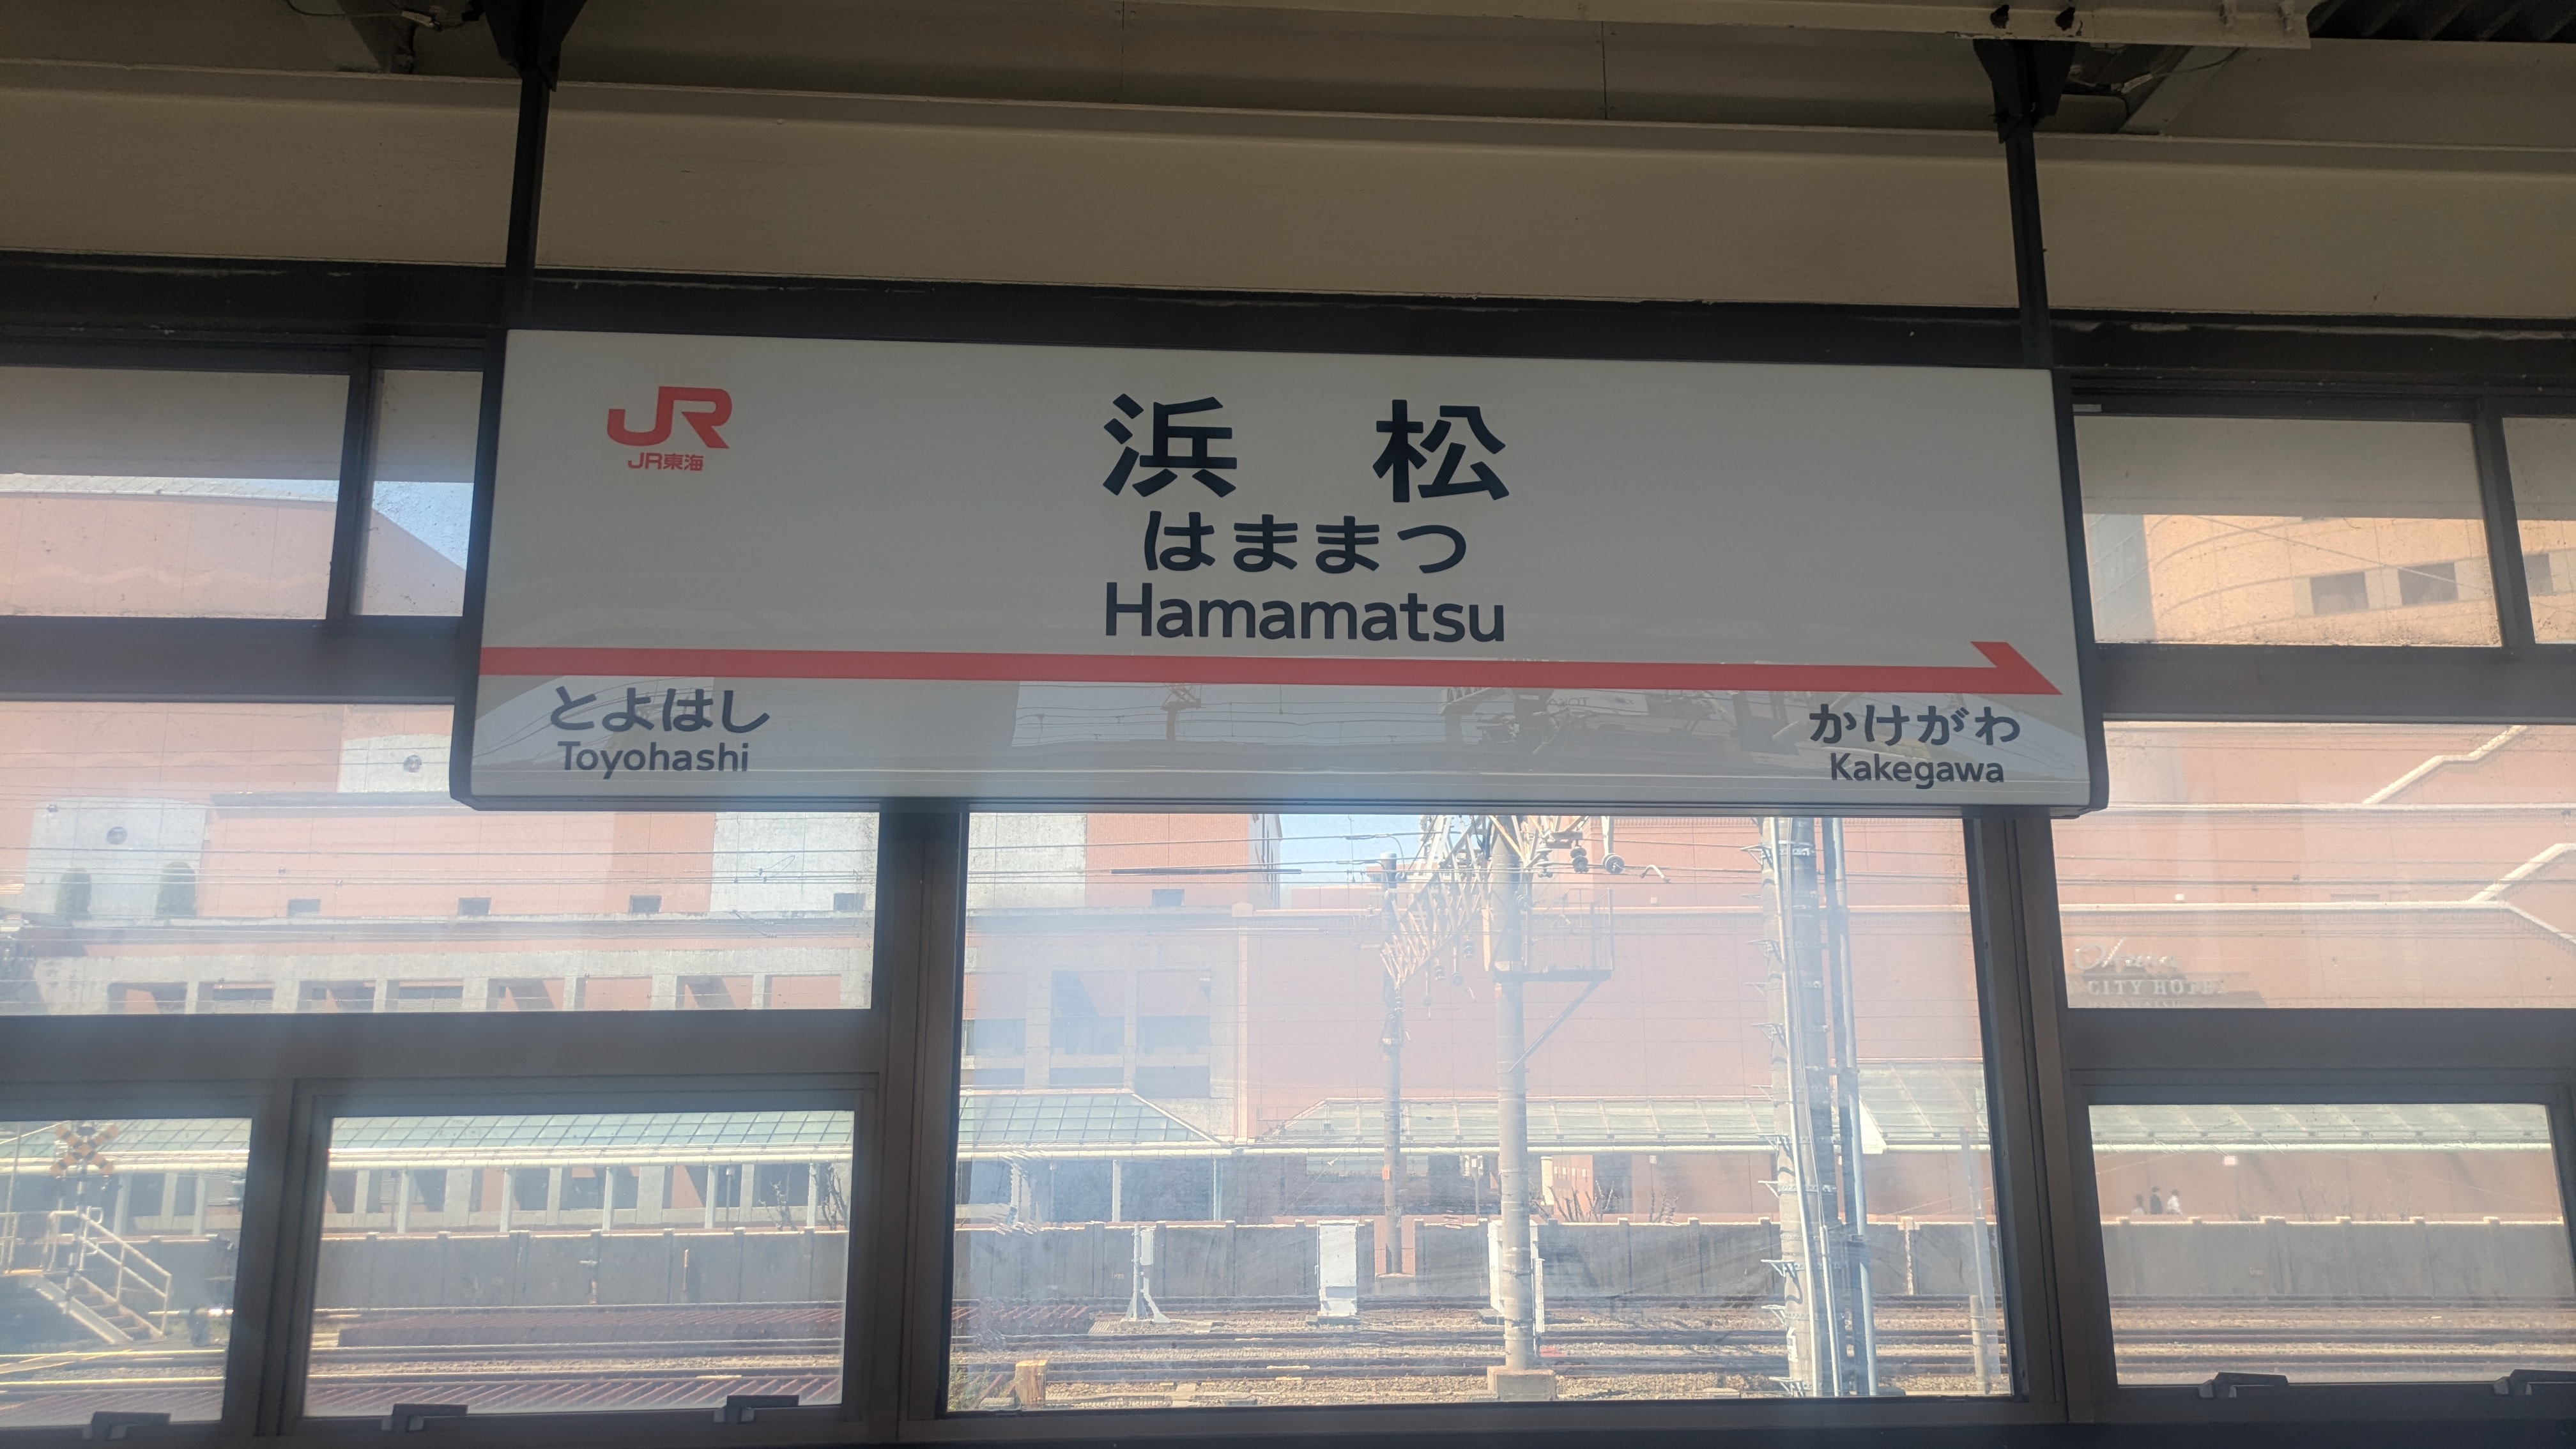 JR
JR東海
浜 松
はままつ
Hamamatsu
とよはし
Toyohashi
かけがわ
Kakegawa
CITY HOTEL